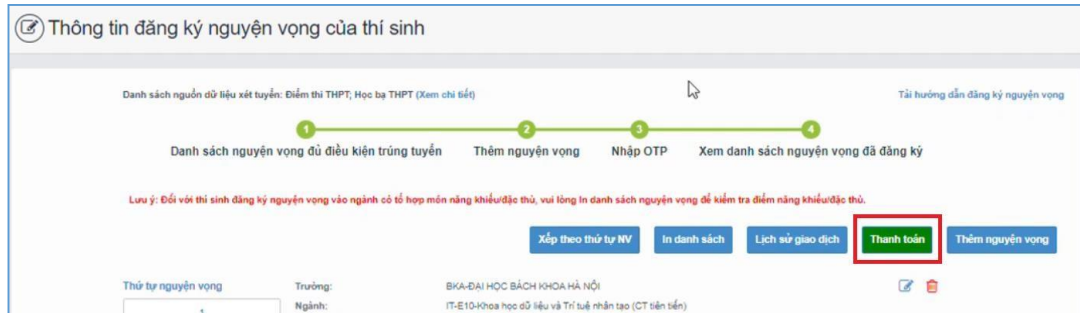 Thông tin đăng ký nguyện vọng của thí sinh
Danh sách nguồn dữ liệu xét tuyển: Điểm thi THPT; Học bạ THPT (Xem chi tiết)
Tải hướng dẫn đăng ký nguyện vọng
1 2 3 4
Danh sách nguyện vọng đủ điều kiện trúng tuyển Thêm nguyện vọng Nhập OTP Xem danh sách nguyện vọng đã đăng ký
Lưu ý: Đối với thí sinh đăng ký nguyện vọng vào ngành có tổ hợp môn năng khiếu/đặc thù, vui lòng In danh sách nguyện vọng để kiểm tra điểm năng khiếu/đặc thù.
Xếp theo thứ tự NV In danh sách Lịch sử giao dịch Thanh toán Thêm nguyện vọng
Thứ tự nguyện vọng Trường: BKA-ĐẠI HỌC BÁCH KHOA HÀ NỘI
Ngành: IT-E10-Khoa học dữ liệu và Trí tuệ nhân tạo (CT tiên tiến)